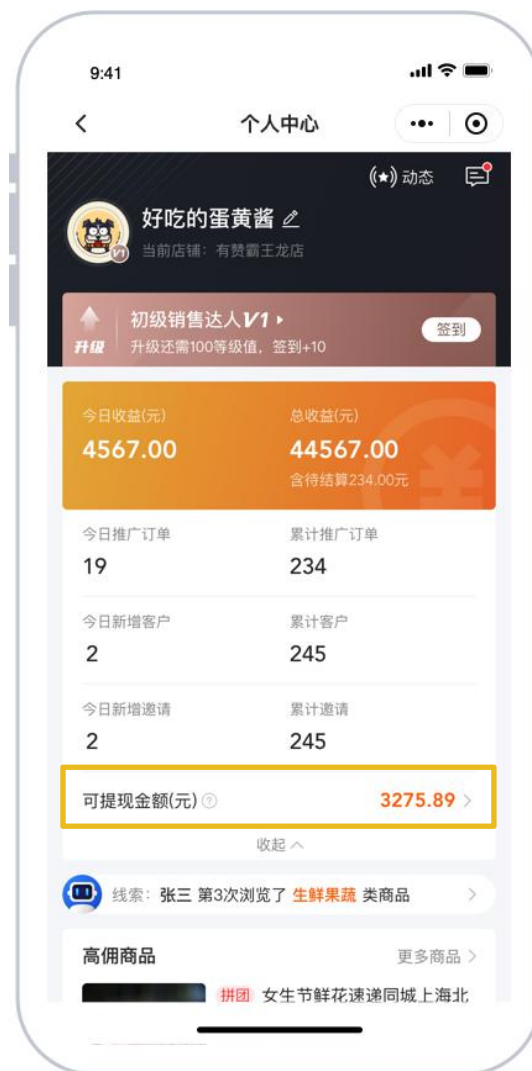 9:41
个人中心
动态
好吃的蛋黄酱
V1
当前店铺：有赞霸王龙店
初级销售达人V1
签到
升级
升级还需100等级值，签到+10
今日收益(元) 总收益(元)
4567.00 44567.00
含待结算234.00元
今日推广订单 累计推广订单
19 234
今日新增客户 累计客户
2 245
今日新增邀请 累计邀请
2 245
可提现金额(元) ? 3275.89
收起
线索：张三 第3次浏览了 生鲜果蔬 类商品
高佣商品 更多商品
拼团 女生节鲜花速递同城上海北